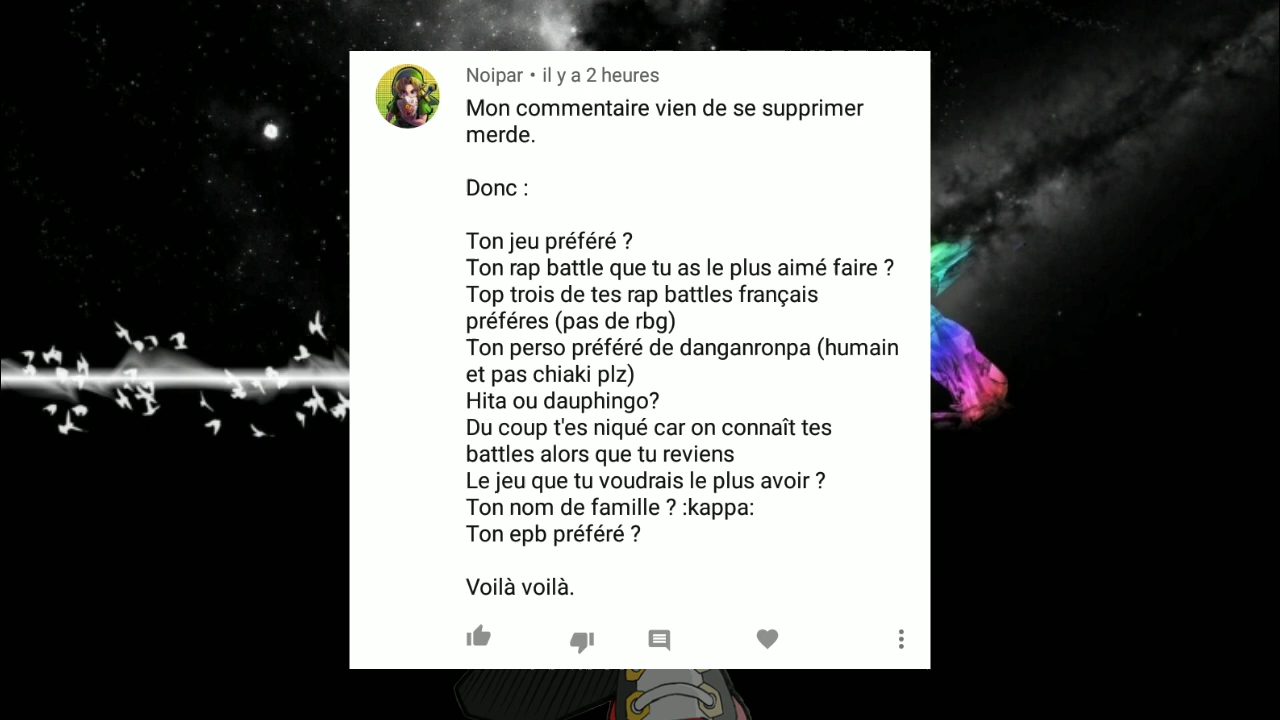 Noipar • il y a 2 heures
Mon commentaire vien de se supprimer
merde.
Donc :
Ton jeu préféré ?
Ton rap battle que tu as le plus aimé faire ?
Top trois de tes rap battles français
préféres (pas de rbg)
Ton perso préféré de danganronpa (humain
et pas chiaki plz)
Hita ou dauphingo?
Du coup t'es niqué car on connaît tes
battles alors que tu reviens
Le jeu que tu voudrais le plus avoir ?
Ton nom de famille ? :kappa:
Ton epb préféré ?
Voilà voilà.